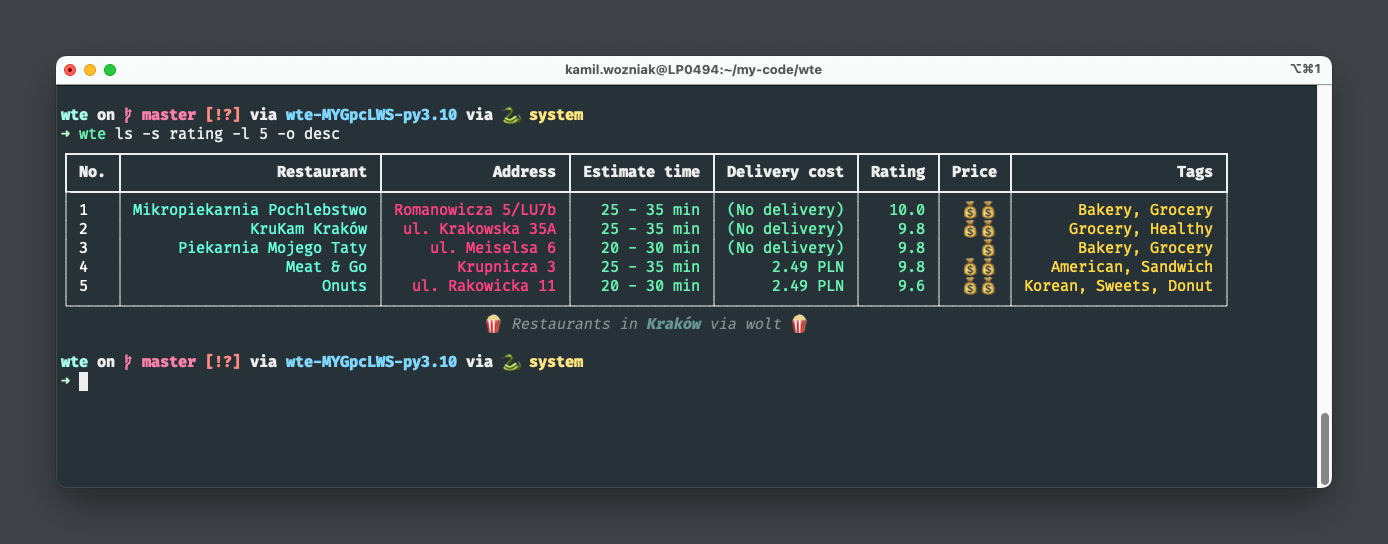 kamil.wozniak@LP0494:~/my-code/wte ⌥⌘1
wte on master [!?] via wte-MYGpcLWS-py3.10 via 🐍 system
➜ wte ls -s rating -l 5 -o desc
No. Restaurant Address Estimate time Delivery cost Rating Price Tags
1 Mikropiekarnia Pochlebstwo Romanowicza 5/LU7b 25 - 35 min (No delivery) 10.0 💰💰 Bakery, Grocery
2 KruKam Kraków ul. Krakowska 35A 25 - 35 min (No delivery) 9.8 💰💰 Grocery, Healthy
3 Piekarnia Mojego Taty ul. Meiselsa 6 20 - 30 min (No delivery) 9.8 💰 Bakery, Grocery
4 Meat & Go Krupnicza 3 25 - 35 min 2.49 PLN 9.8 💰💰 American, Sandwich
5 Onuts ul. Rakowicka 11 20 - 30 min 2.49 PLN 9.6 💰💰 Korean, Sweets, Donut
🍿 Restaurants in Kraków via wolt 🍿
wte on master [!?] via wte-MYGpcLWS-py3.10 via 🐍 system
➜